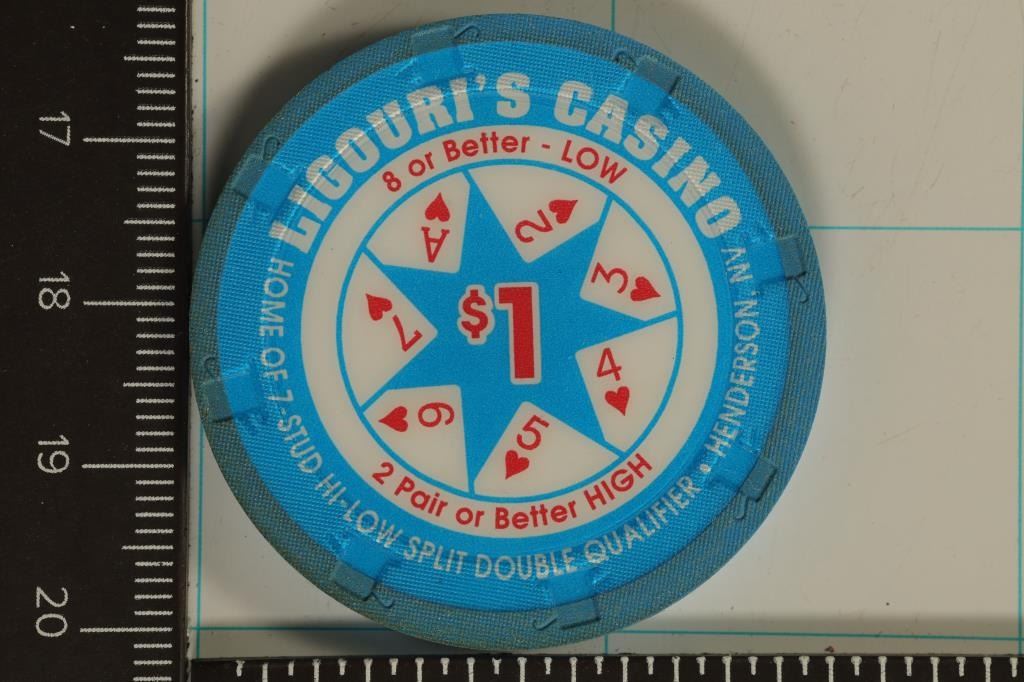 LIGOURI'S CASINO
8 or Better - LOW
A
2
3
4
5
6
7
$1
2 Pair or Better HIGH
HOME OF 7-STUD HI-LOW SPLIT DOUBLE QUALIFIER • HENDERSON, NV
17
18
19
20